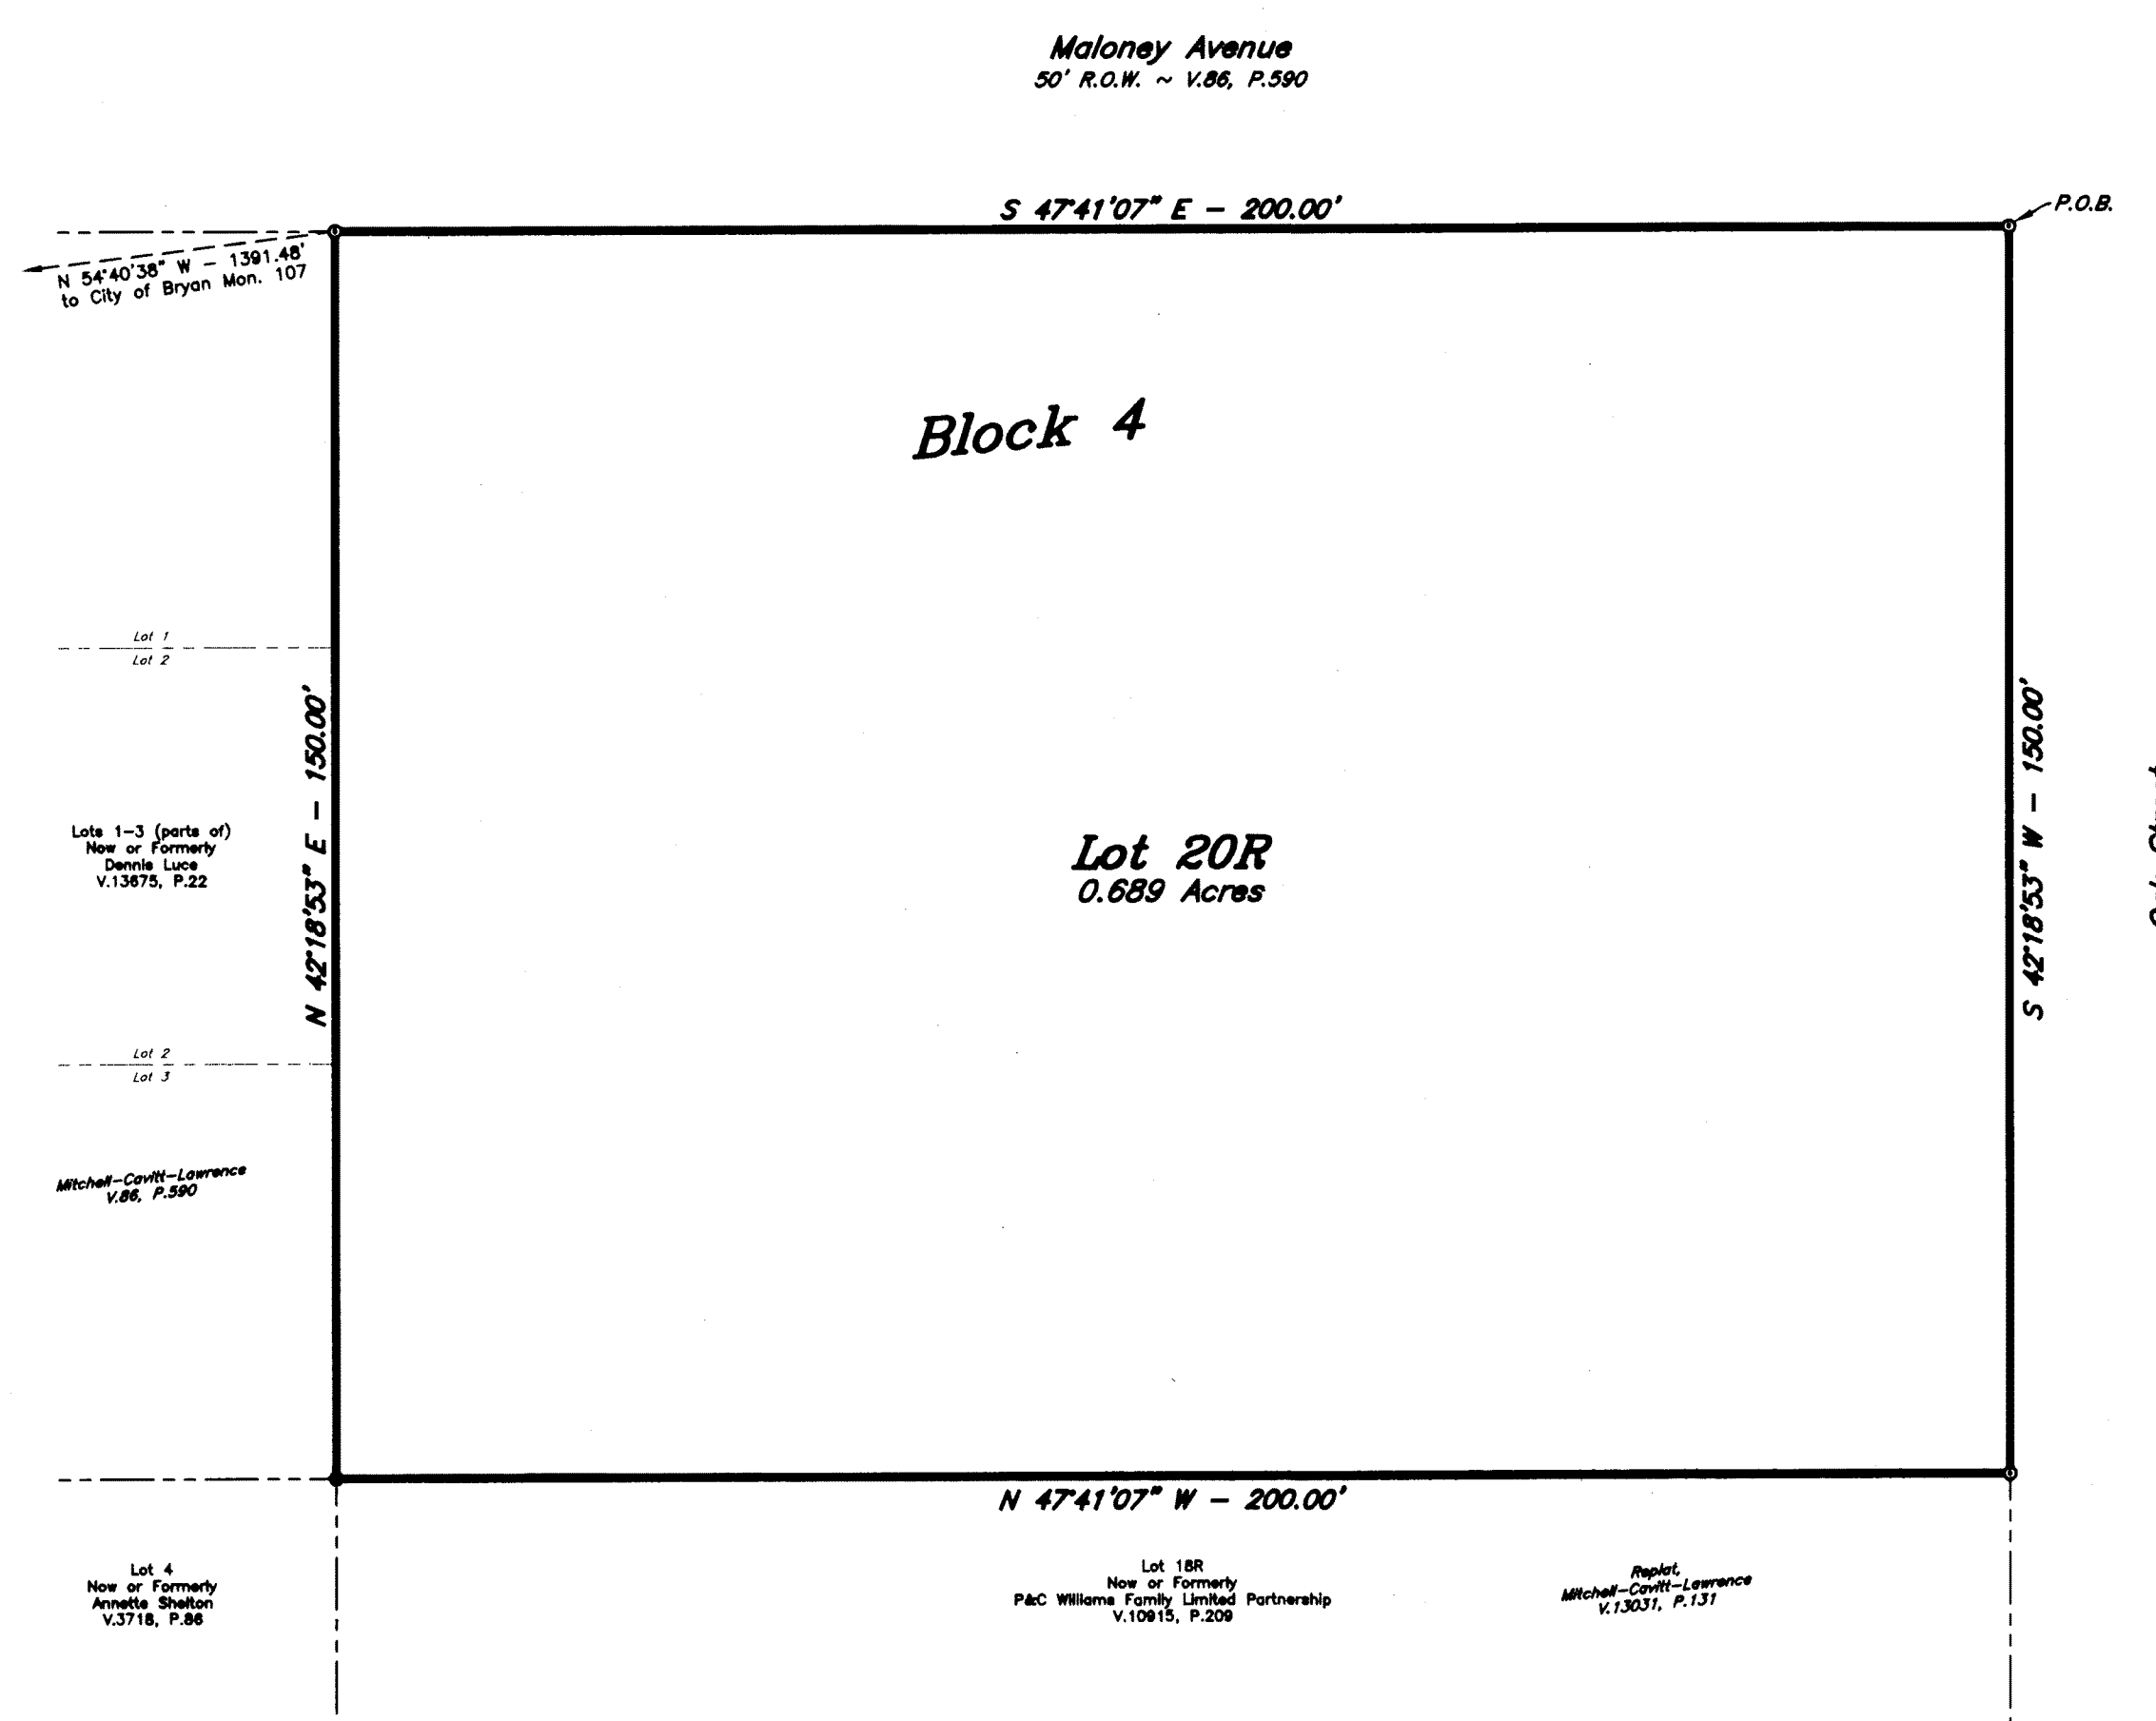 Maloney Avenue
50' R.O.W. ~ V.86, P.590
S 47°41'07" E - 200.00'
P.O.B.
N 54°40'38" W - 1391.48'
to City of Bryan Mon. 107
Block 4
Lot 1
Lot 2
N 42°18'53" E - 150.00'
S 42°18'53" W - 150.00'
Lots 1-3 (parts of)
Now or Formerly
Dennis Luce
V.13675, P.22
Lot 20R
0.689 Acres
Lot 2
Lot 3
Mitchell-Cavitt-Lawrence
V.86, P.590
N 47°41'07" W - 200.00'
Lot 4
Now or Formerly
Annette Shelton
V.3718, P.86
Lot 18R
Now or Formerly
P&C Williams Family Limited Partnership
V.10915, P.209
Replat,
Mitchell-Cavitt-Lawrence
V.13031, P.131